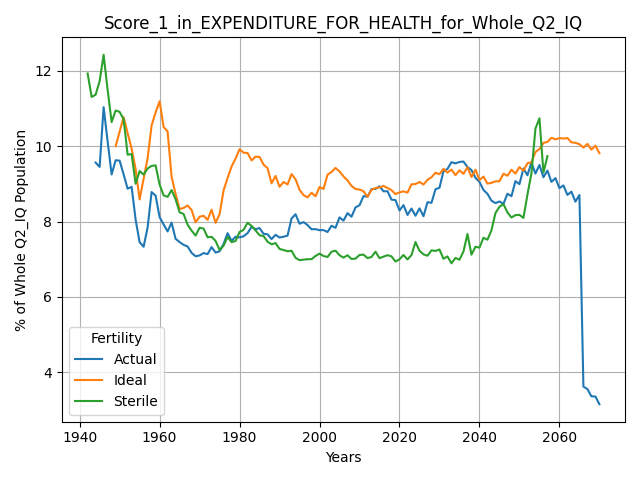 Score_1_in_EXPENDITURE_FOR_HEALTH_for_Whole_Q2_IQ
% of Whole Q2_IQ Population
12
10
8
6
4
Fertility
Actual
Ideal
Sterile
1940 1960 1980 2000 2020 2040 2060
Years